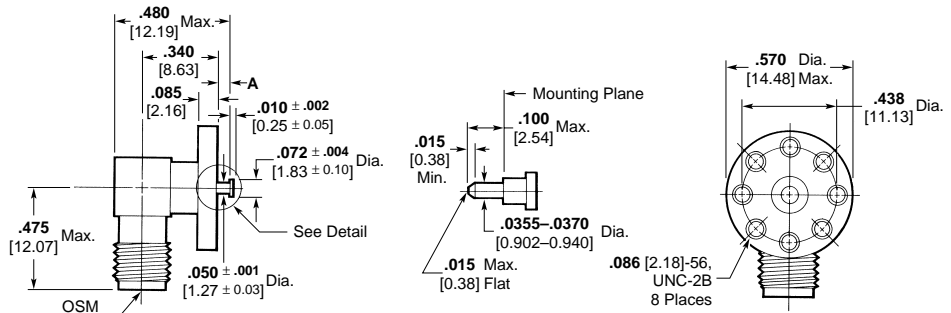 .480 Max.
[12.19]
.340
[8.63]
A
.085
[2.16]
.010 ± .002
[0.25 ± 0.05]
.072 ± .004 Dia.
[1.83 ± 0.10]
.475 Max.
[12.07]
See Detail
.050 ± .001 Dia.
[1.27 ± 0.03]
OSM
Mounting Plane
.100 Max.
[2.54]
.015
[0.38]
Min.
.0355–.0370 Dia.
[0.902–0.940]
.015 Max.
[0.38] Flat
.570 Dia.
[14.48] Max.
.438 Dia.
[11.13]
.086 [2.18]-56,
UNC-2B
8 Places